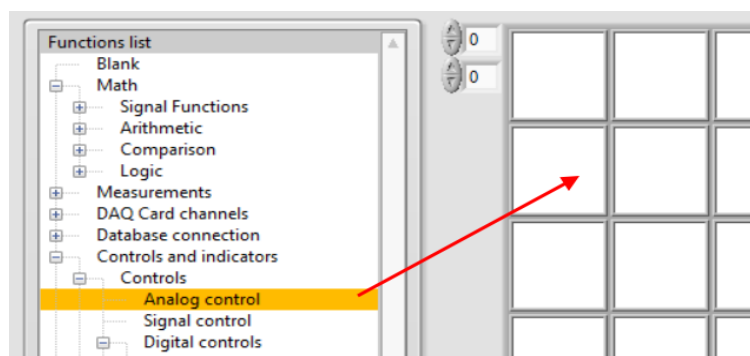 Functions list
Blank
Math
Signal Functions
Arithmetic
Comparison
Logic
Measurements
DAQ Card channels
Database connection
Controls and indicators
Controls
Analog control
Signal control
Digital controls
0
0